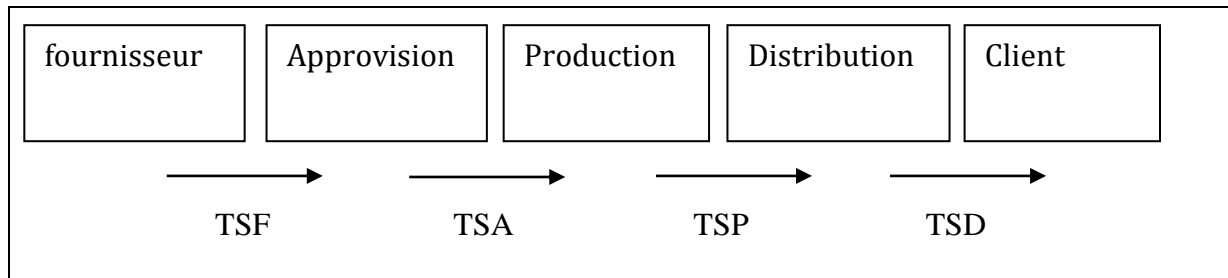 fournisseur Approvision Production Distribution Client
TSF TSA TSP TSD